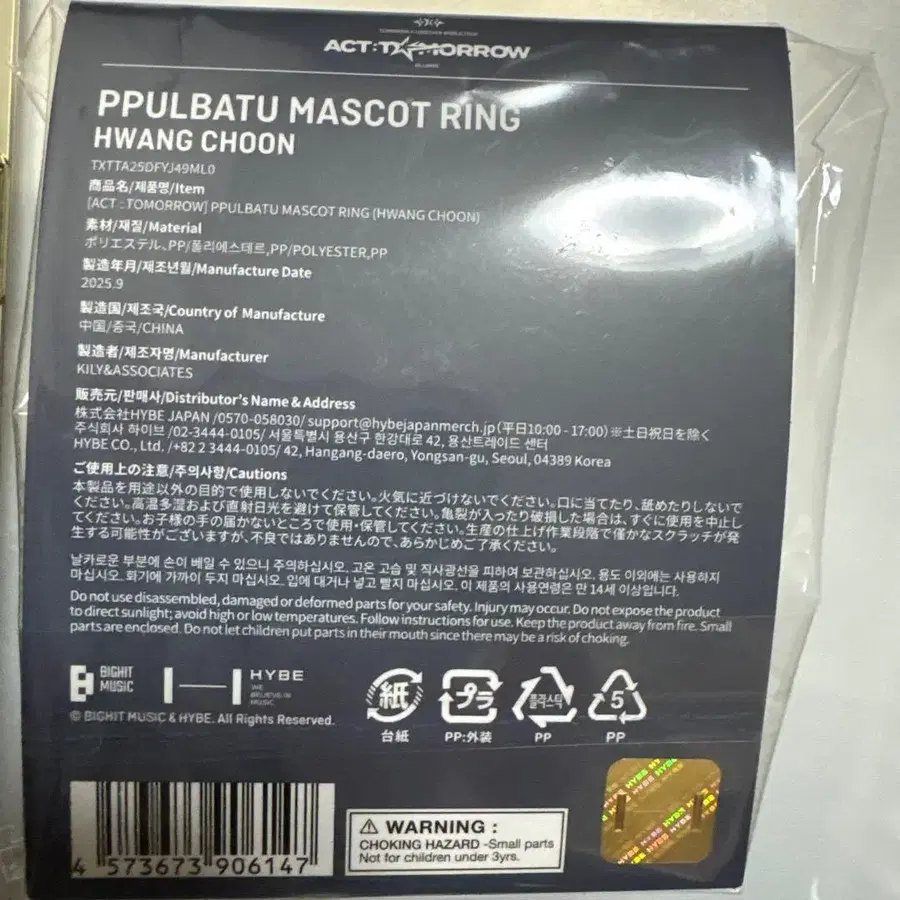 ACT:TOMORROW
PPULBATU MASCOT RING
HWANG CHOON
TXTTA25DFYJ49ML0
商品名/제품명/Item
[ACT : TOMORROW] PPULBATU MASCOT RING (HWANG CHOON)
素材/재질/Material
ポリエステル、PP/폴리에스테르,PP/POLYESTER,PP
製造年月/제조년월/Manufacture Date
2025.9
製造国/제조국/Country of Manufacture
中国/중국/CHINA
製造者/제조자명/Manufacturer
KILY&ASSOCIATES
販売元/판매사/Distributor's Name & Address
株式会社HYBE JAPAN /0570-058030/ support@hybejapanmerch.jp (平日10:00 - 17:00) ※土日祝日を除く
주식회사 하이브 /02-3444-0105/ 서울특별시 용산구 한강대로 42, 용산트레이드 센터
HYBE CO., Ltd. /+82 2 3444-0105/ 42, Hangang-daero, Yongsan-gu, Seoul, 04389 Korea
ご使用上の注意/주의사항/Cautions
本製品を用途以外の目的で使用しないでください。火気に近づけないでください。口に当てたり、舐めたりしないで
ください。高温多湿および直射日光を避けて保管してください。亀裂が入ったり破損した場合は、すぐに使用を中止し
てください。お子様の手の届かないところで使用・保管してください。生産の仕上げ作業段階で僅かなスクラッチが発
生する可能性がございますが、不良ではありませんので、あらかじめご了承ください。
날카로운 부분에 손이 베일 수 있으니 주의하십시오. 고온 고습 및 직사광선을 피하여 보관하십시오. 용도 이외에는 사용하지
마십시오. 화기에 가까이 두지 마십시오. 입에 대거나 넣고 빨지 마십시오. 이 제품의 사용연령은 만 14세 이상입니다.
Do not use disassembled, damaged or deformed parts for your safety. Injury may occur. Do not expose the product
to direct sunlight; avoid high or low temperatures. Follow instructions for use. Keep the product away from fire. Small
parts are enclosed. Do not let children put parts in their mouth since there may be a risk of choking.
BIGHIT
MUSIC
HYBE
WE
BELIEVE IN
MUSIC
© BIGHIT MUSIC & HYBE. All Rights Reserved.
紙
台紙
プラ
PP:外装
플라스틱
PP
5
PP
4 573673 906147
⚠ WARNING :
CHOKING HAZARD -Small parts
Not for children under 3yrs.
HYBE HYBE